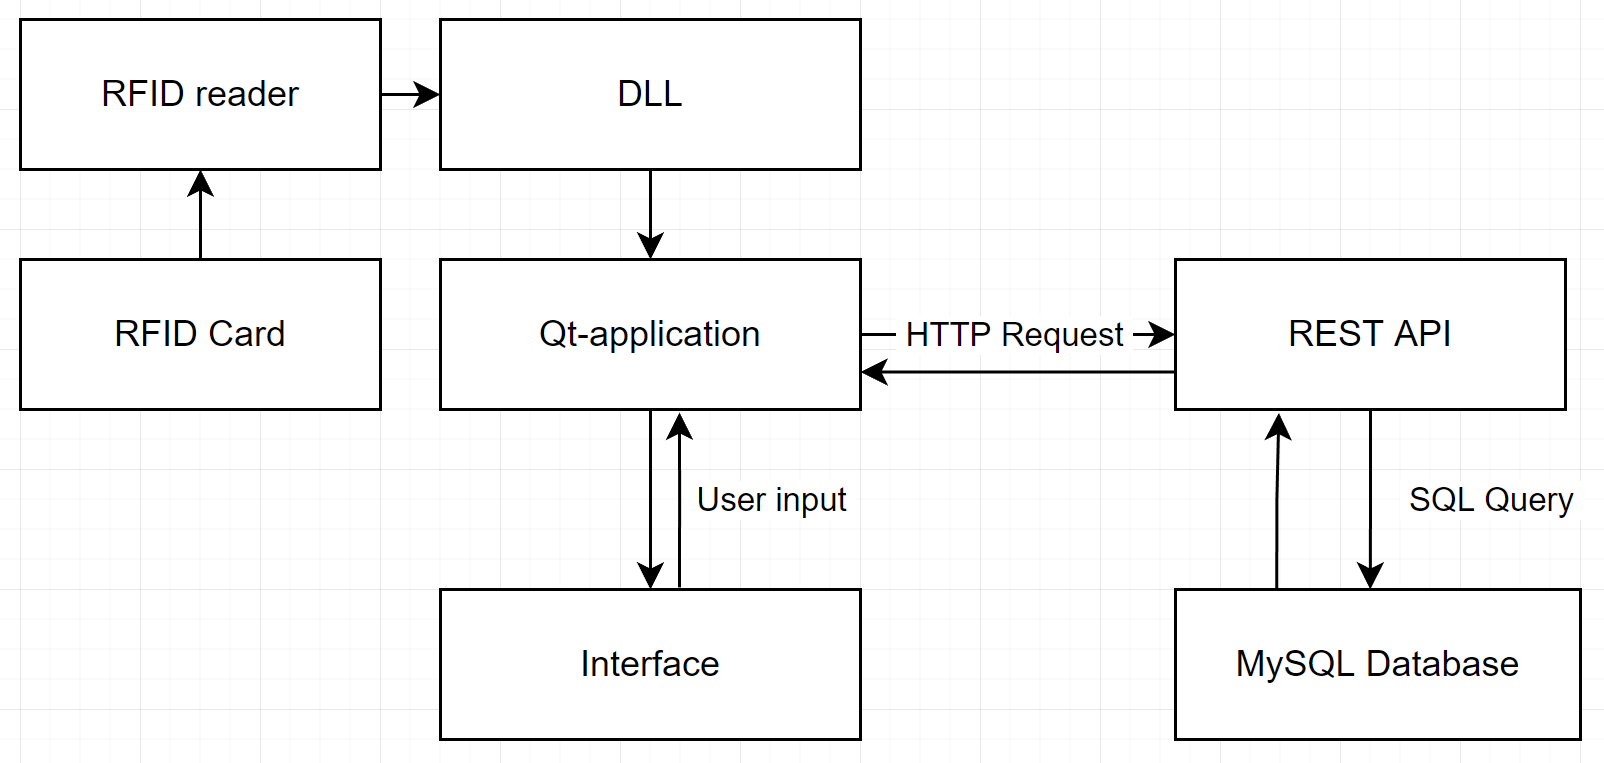 RFID reader
DLL
RFID Card
Qt-application
HTTP Request
REST API
User input
SQL Query
Interface
MySQL Database